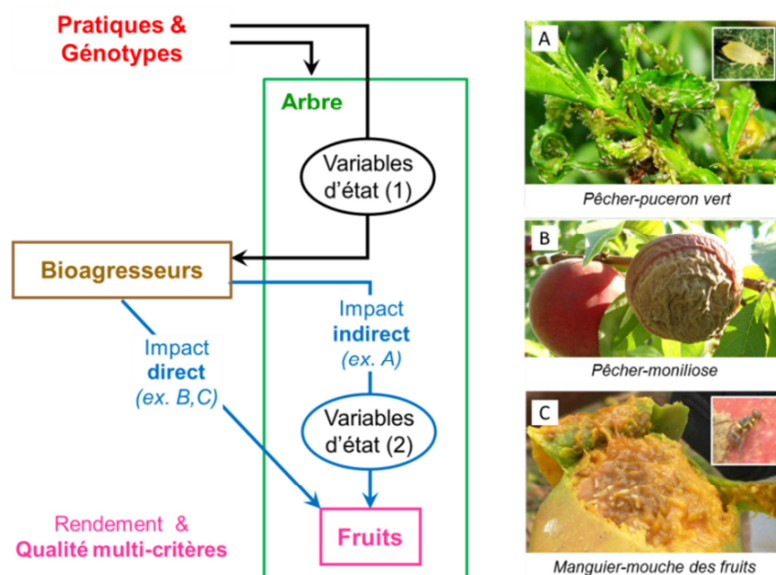 Pratiques &
Génotypes
Arbre
Variables
d'état (1)
Bioagresseurs
Impact
direct
(ex. B,C)
Impact
indirect
(ex. A)
Variables
d'état (2)
Rendement &
Qualité multi-critères
Fruits
A
Pêcher-puceron vert
B
Pêcher-moniliose
C
Manguier-mouche des fruits